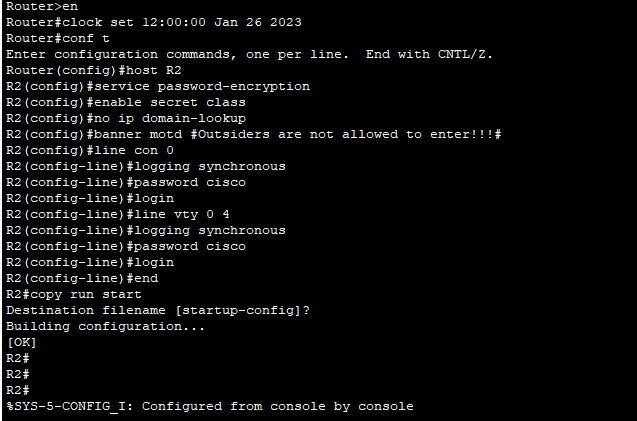 Router>en
Router#clock set 12:00:00 Jan 26 2023
Router#conf t
Enter configuration commands, one per line.  End with CNTL/Z.
Router(config)#host R2
R2(config)#service password-encryption
R2(config)#enable secret class
R2(config)#no ip domain-lookup
R2(config)#banner motd #Outsiders are not allowed to enter!!!#
R2(config)#line con 0
R2(config-line)#logging synchronous
R2(config-line)#password cisco
R2(config-line)#login
R2(config-line)#line vty 0 4
R2(config-line)#logging synchronous
R2(config-line)#password cisco
R2(config-line)#login
R2(config-line)#end
R2#copy run start
Destination filename [startup-config]?
Building configuration...
[OK]
R2#
R2#
R2#
%SYS-5-CONFIG_I: Configured from console by console